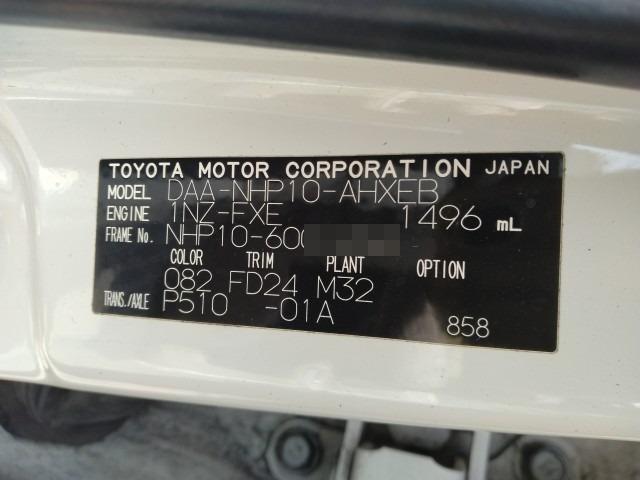 TOYOTA MOTOR CORPORATION JAPAN
MODEL DAA-NHP10-AHXEB
ENGINE 1NZ-FXE 1496 mL
FRAME No. NHP10-60
COLOR TRIM PLANT OPTION
082 FD24 M32
TRANS./AXLE P510 -01A
858